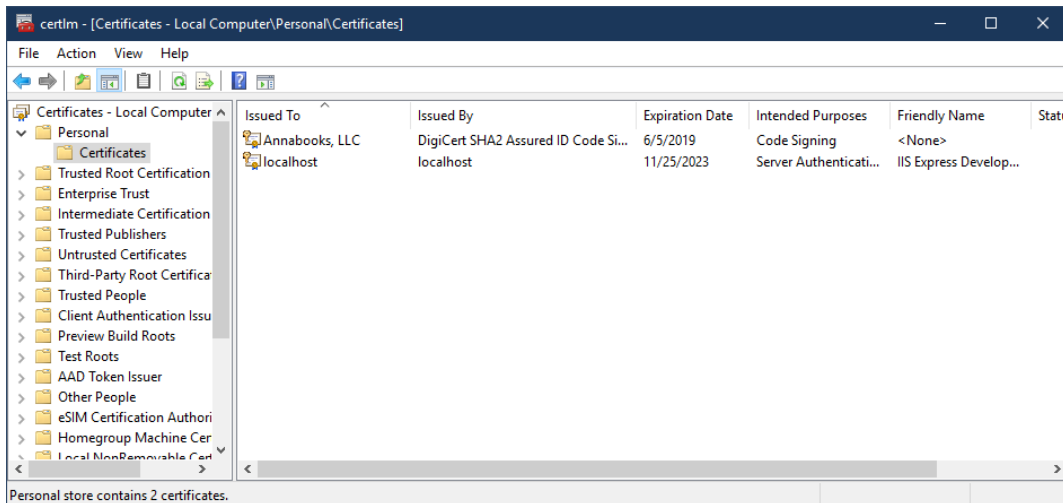 certlm - [Certificates - Local Computer\Personal\Certificates]
File Action View Help
Certificates - Local Computer
Personal
Certificates
Trusted Root Certification
Enterprise Trust
Intermediate Certification
Trusted Publishers
Untrusted Certificates
Third-Party Root Certifica
Trusted People
Client Authentication Issu
Preview Build Roots
Test Roots
AAD Token Issuer
Other People
eSIM Certification Authori
Homegroup Machine Cer
Local NonRemovable Cert
Issued To Issued By Expiration Date Intended Purposes Friendly Name Stat
Annabooks, LLC DigiCert SHA2 Assured ID Code Si... 6/5/2019 Code Signing <None>
localhost localhost 11/25/2023 Server Authenticati... IIS Express Develop...
Personal store contains 2 certificates.